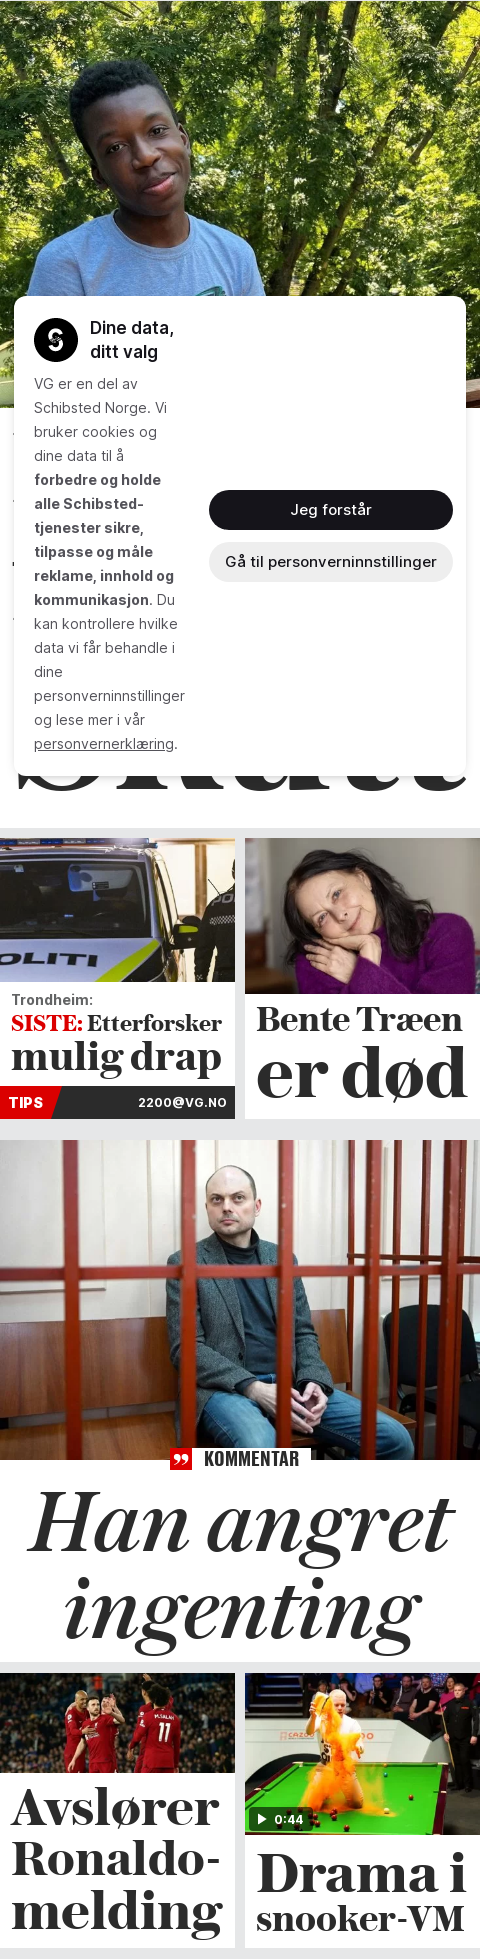 Dine data,
ditt valg
VG er en del av
Schibsted Norge. Vi
bruker cookies og
dine data til å
forbedre og holde
alle Schibsted-
tjenester sikre,
tilpasse og måle
reklame, innhold og
kommunikasjon. Du
kan kontrollere hvilke
data vi får behandle i
dine
personverninnstillinger
og lese mer i vår
personvernerklæring.
Jeg forstår
Gå til personverninnstillinger
POLITI
Trondheim:
SISTE: Etterforsker
mulig drap
TIPS
2200@VG.NO
Bente Træen
er død
KOMMENTAR
Han angret
ingenting
M.SALAH
11
Avslører
Ronaldo-
melding
CAZOO
0:44
Drama i
snooker-VM